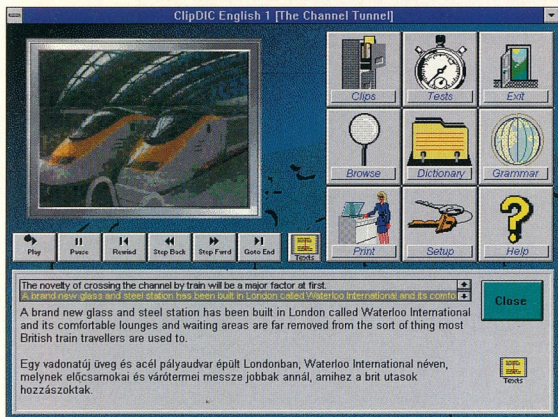 ClipDIC English 1 [The Channel Tunnel]
Clips
Tests
Exit
Browse
Dictionary
Grammar
Print
Setup
Help
Play
Pause
Rewind
Step Back
Step Fwrd
Goto End
Texts
The novelty of crossing the channel by train will be a major factor at first.
A brand new glass and steel station has been built in London called Waterloo International and its comfo
Close
A brand new glass and steel station has been built in London called Waterloo International
and its comfortable lounges and waiting areas are far removed from the sort of thing most
British train travellers are used to.
Egy vadonatúj üveg és acél pályaudvar épült Londonban, Waterloo International néven,
melynek előcsarnokai és várótermei messze jobbak annál, amihez a brit utasok
hozzászoktak.
Texts